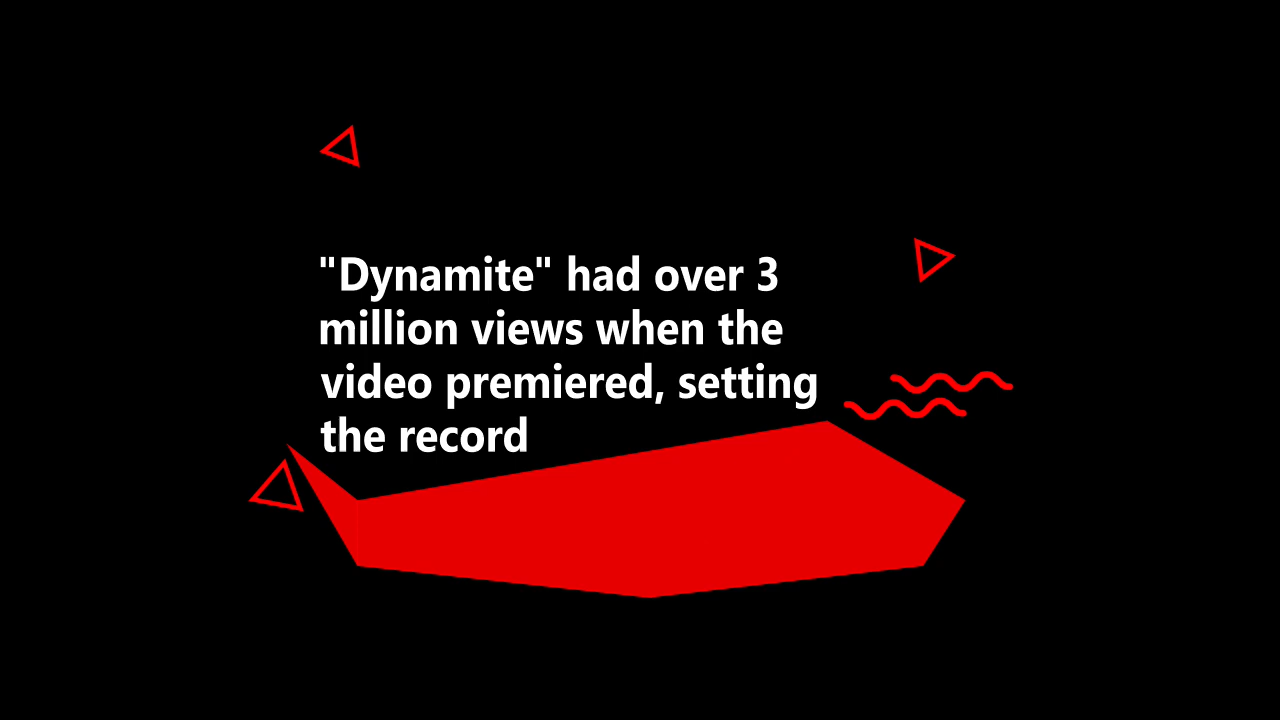 "Dynamite" had over 3
million views when the
video premiered, setting
the record